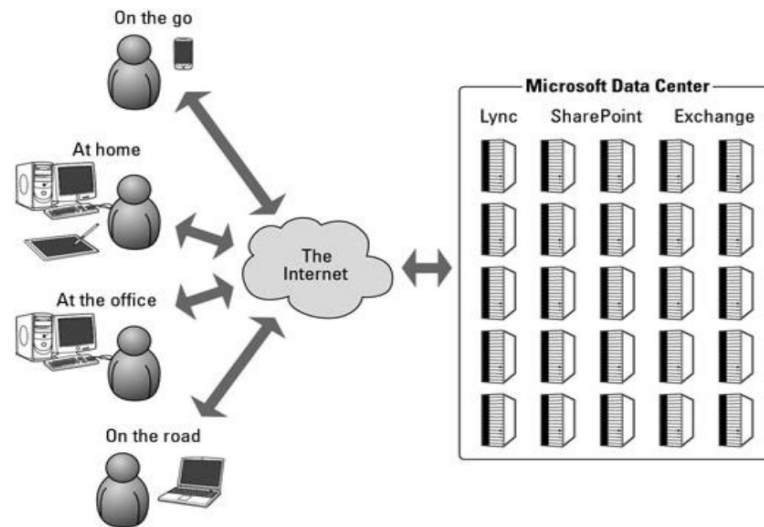 On the go
At home
At the office
On the road
The
Internet
Microsoft Data Center
Lync SharePoint Exchange